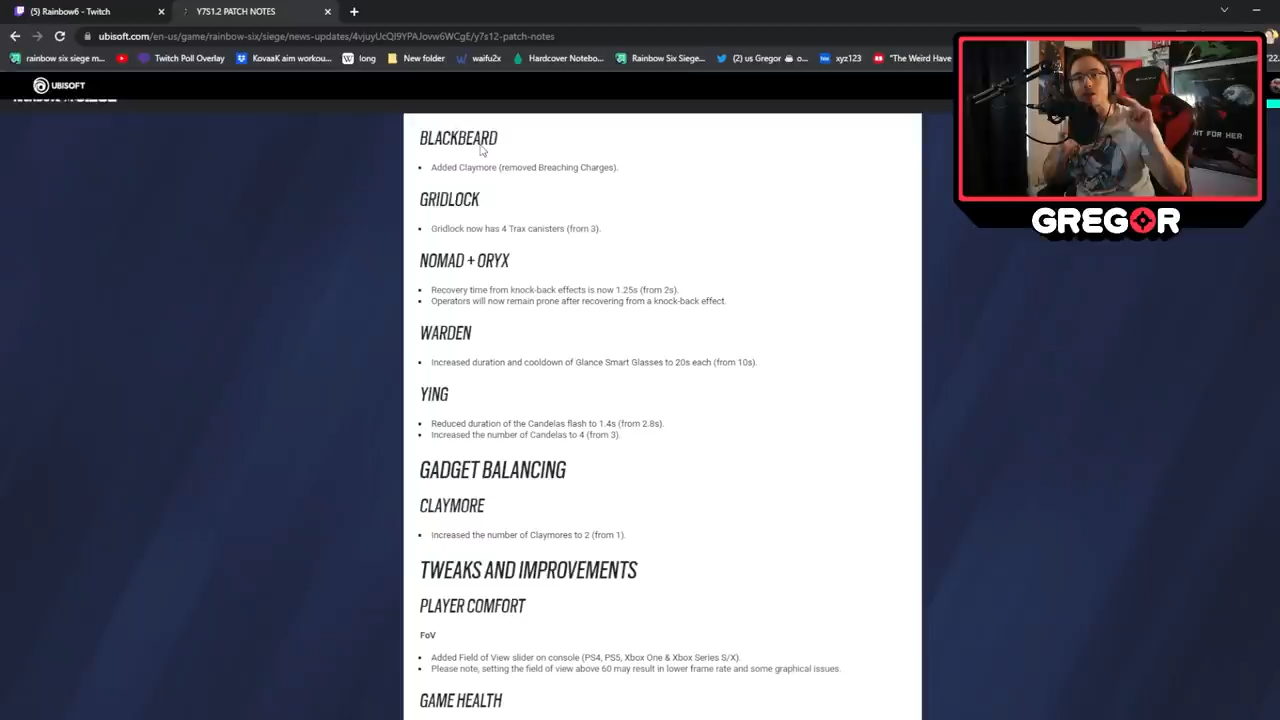 (5) Rainbow6 - Twitch
Y7S1.2 PATCH NOTES
ubisoft.com/en-us/game/rainbow-six/siege/news-updates/4vjuyUcQI9YPAJovw6WCgE/y7s12-patch-notes
rainbow six siege m...
Twitch Poll Overlay
KovaaK aim workou...
long
New folder
waifu2x
Hardcover Notebo...
Rainbow Six Siege...
(2) us Gregor
o...
xyz123
"The Weird Have
UBISOFT
BLACKBEARD
• Added Claymore (removed Breaching Charges).
GRIDLOCK
• Gridlock now has 4 Trax canisters (from 3).
NOMAD + ORYX
• Recovery time from knock-back effects is now 1.25s (from 2s).
• Operators will now remain prone after recovering from a knock-back effect.
WARDEN
• Increased duration and cooldown of Glance Smart Glasses to 20s each (from 10s).
YING
• Reduced duration of the Candelas flash to 1.4s (from 2.8s).
• Increased the number of Candelas to 4 (from 3).
GADGET BALANCING
CLAYMORE
• Increased the number of Claymores to 2 (from 1).
TWEAKS AND IMPROVEMENTS
PLAYER COMFORT
FoV
• Added Field of View slider on console (PS4, PS5, Xbox One & Xbox Series S/X).
• Please note, setting the field of view above 60 may result in lower frame rate and some graphical issues.
GAME HEALTH
HT FOR HER
GREGOR